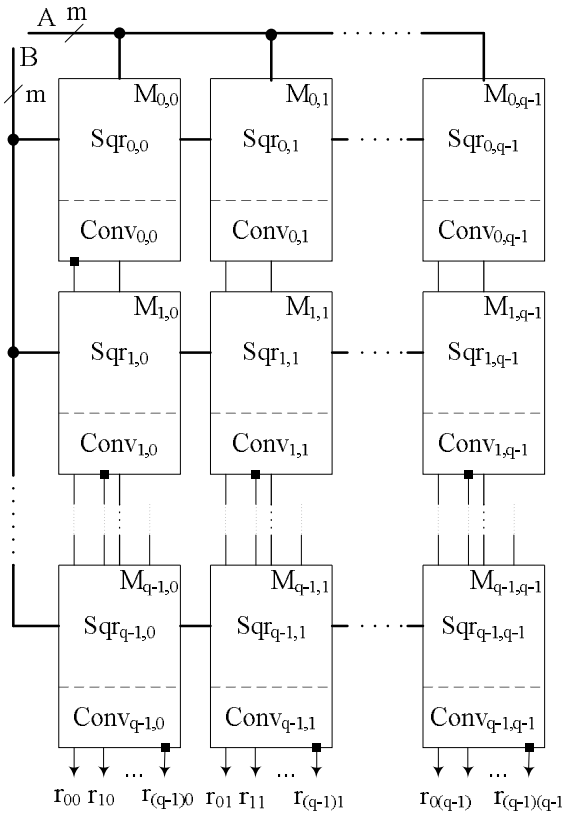 A m
B
m
M0,0 M0,1 M0,q-1
Sqr0,0 Sqr0,1 Sqr0,q-1
Conv0,0 Conv0,1 Conv0,q-1
M1,0 M1,1 M1,q-1
Sqr1,0 Sqr1,1 Sqr1,q-1
Conv1,0 Conv1,1 Conv1,q-1
Mq-1,0 Mq-1,1 Mq-1,q-1
Sqrq-1,0 Sqrq-1,1 Sqrq-1,q-1
Convq-1,0 Convq-1,1 Convq-1,q-1
... ... ...
r00 r10 r(q-1)0 r01 r11 r(q-1)1 r0(q-1) r(q-1)(q-1